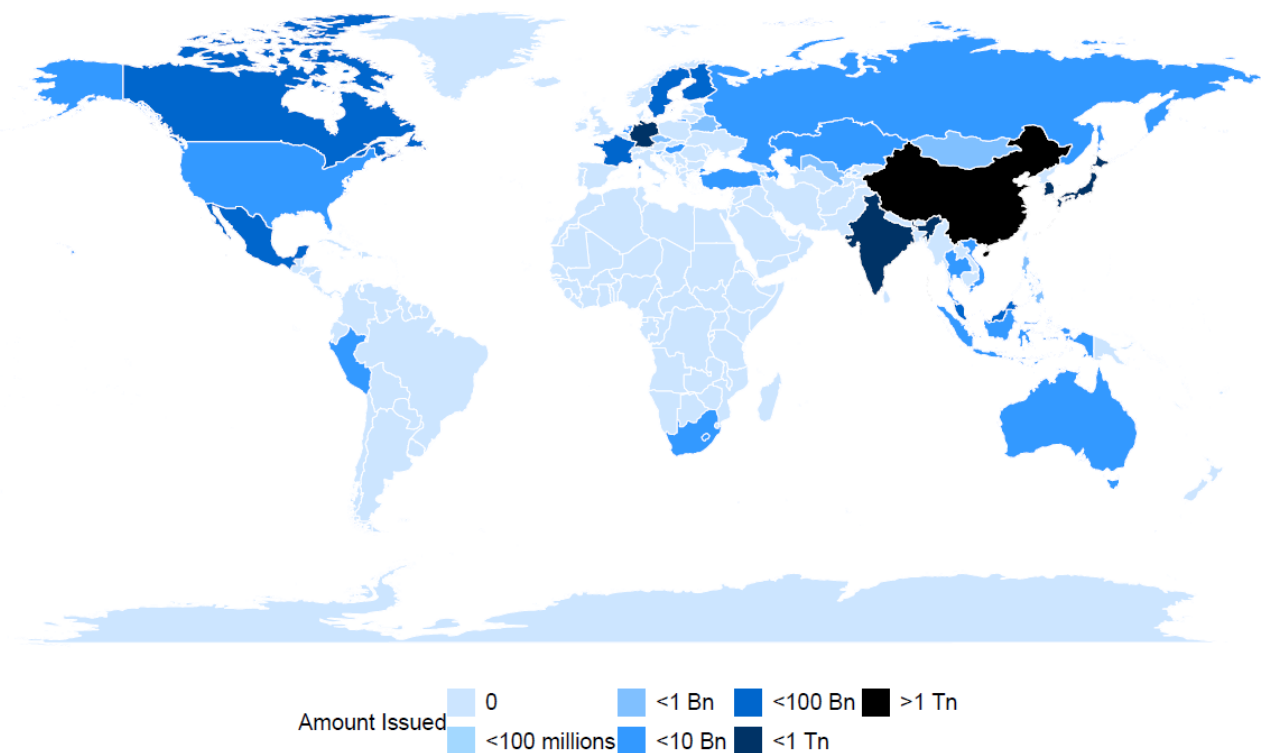 Amount Issued
0
<100 millions
<1 Bn
<10 Bn
<100 Bn
<1 Tn
>1 Tn